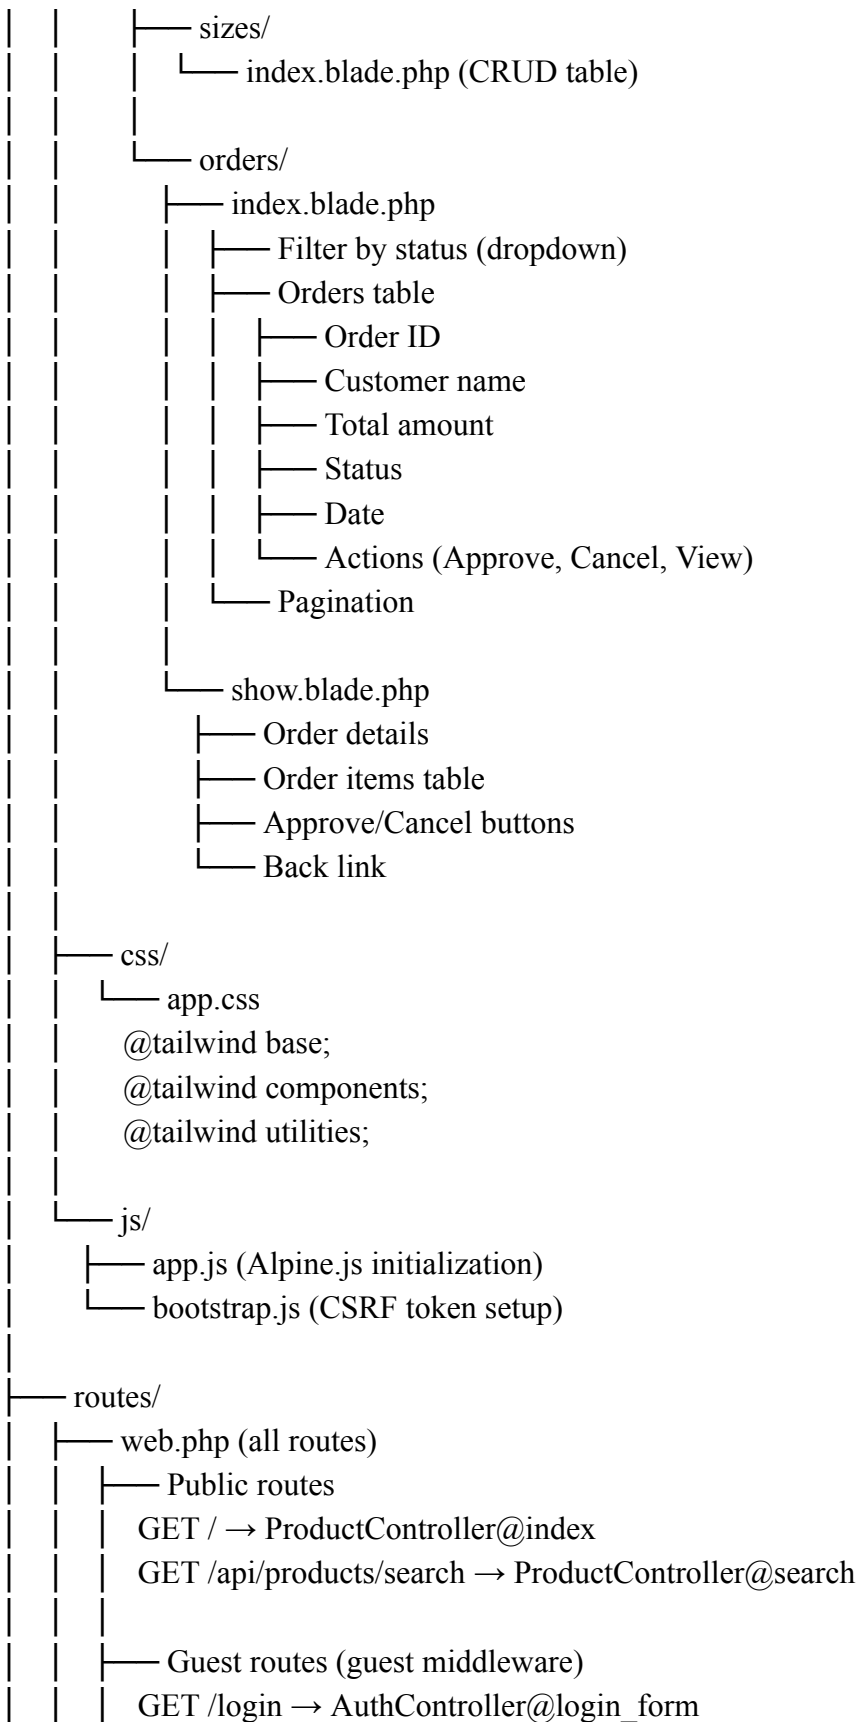 │ │ ├── sizes/
│ │ │ └── index.blade.php (CRUD table)
│ │ │
│ │ └── orders/
│ │ ├── index.blade.php
│ │ │ ├── Filter by status (dropdown)
│ │ │ ├── Orders table
│ │ │ │ ├── Order ID
│ │ │ │ ├── Customer name
│ │ │ │ ├── Total amount
│ │ │ │ ├── Status
│ │ │ │ ├── Date
│ │ │ │ └── Actions (Approve, Cancel, View)
│ │ │ └── Pagination
│ │ │
│ │ └── show.blade.php
│ │ ├── Order details
│ │ ├── Order items table
│ │ ├── Approve/Cancel buttons
│ │ └── Back link
│ │
│ ├── css/
│ │ └── app.css
│ │ @tailwind base;
│ │ @tailwind components;
│ │ @tailwind utilities;
│ │
│ └── js/
│ ├── app.js (Alpine.js initialization)
│ └── bootstrap.js (CSRF token setup)
│
├── routes/
│ ├── web.php (all routes)
│ │ ├── Public routes
│ │ │ GET / → ProductController@index
│ │ │ GET /api/products/search → ProductController@search
│ │ │
│ │ ├── Guest routes (guest middleware)
│ │ │ GET /login → AuthController@login_form